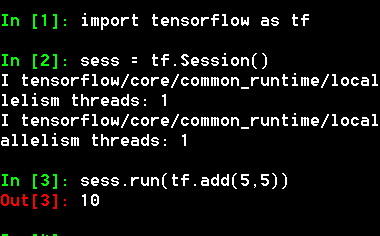 In [1]: import tensorflow as tf
In [2]: sess = tf.Session()
I tensorflow/core/common_runtime/local
lelism threads: 1
I tensorflow/core/common_runtime/local
allelism threads: 1
In [3]: sess.run(tf.add(5,5))
Out[3]: 10